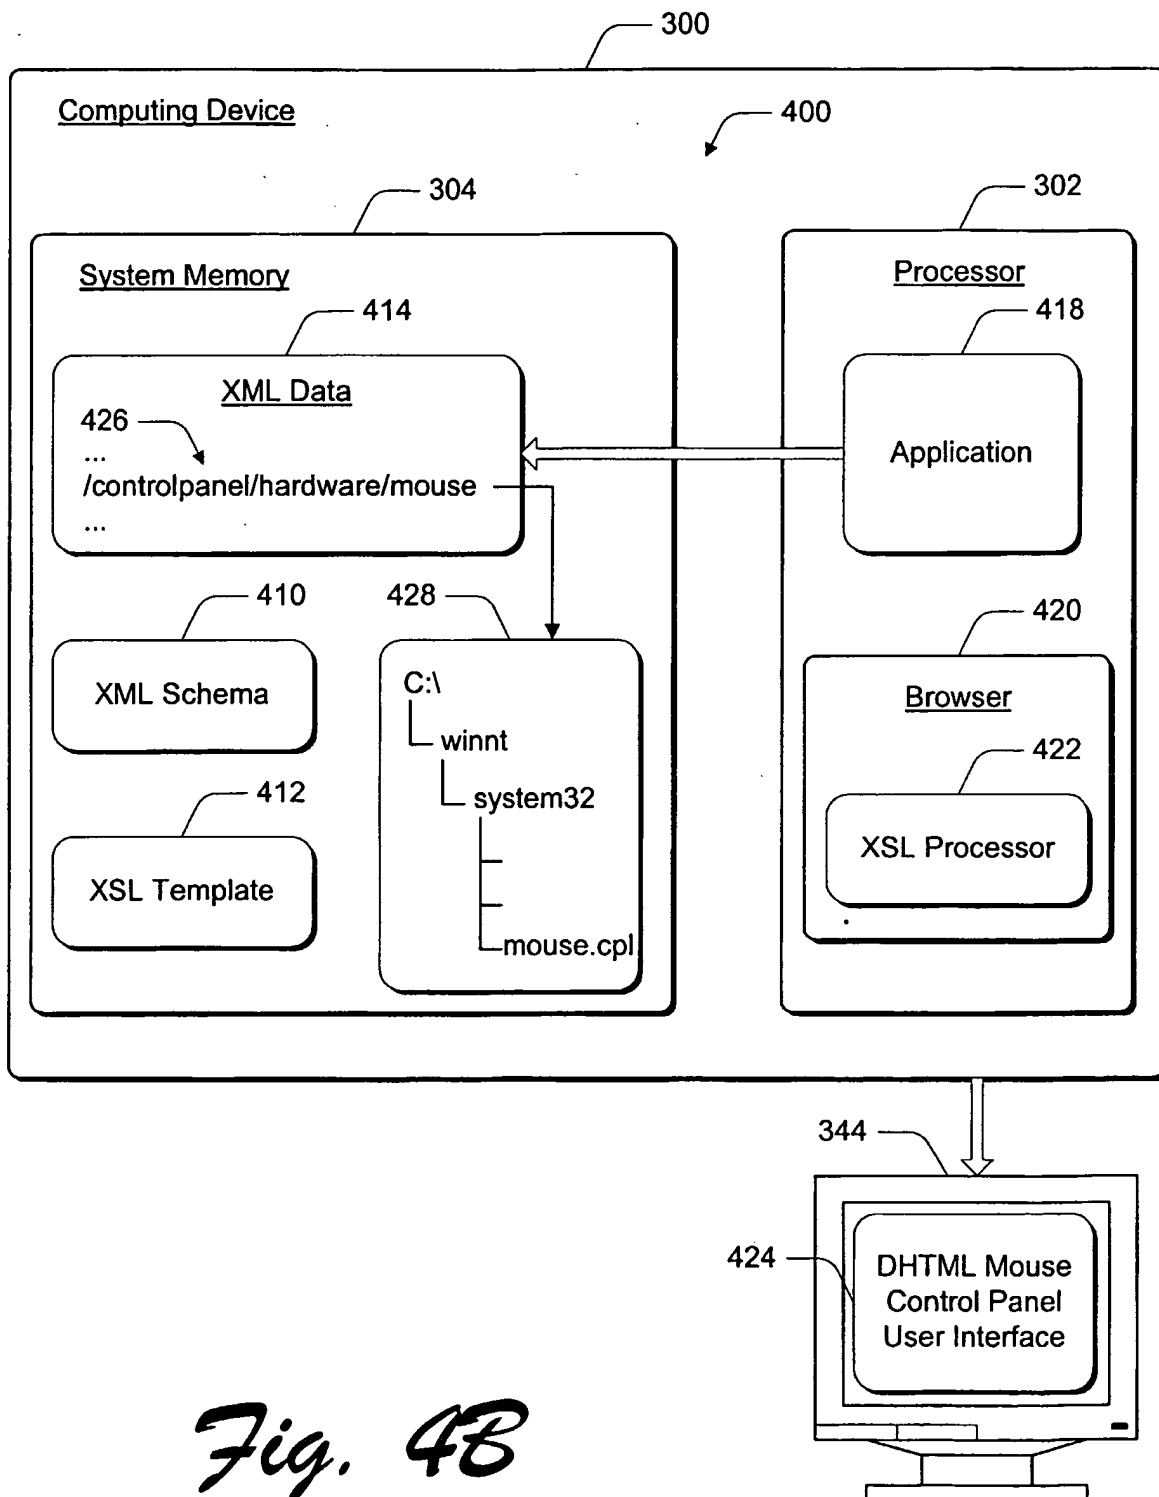 300
Computing Device
400
304
302
System Memory
Processor
414
418
XML Data
426
...
/controlpanel/hardware/mouse
...
Application
410
428
420
XML Schema
C:\
winnt
system32
mouse.cpl
Browser
422
XSL Processor
412
XSL Template
344
424
DHTML Mouse
Control Panel
User Interface
Fig. 4B